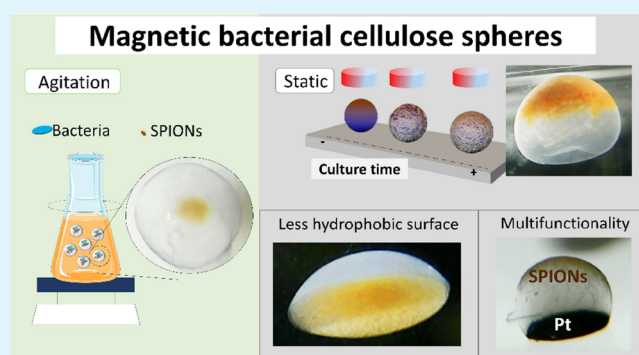 Magnetic bacterial cellulose spheres
Agitation
Bacteria
SPIONs
Static
-
+
Culture time
Less hydrophobic surface
Multifunctionality
SPIONs
Pt